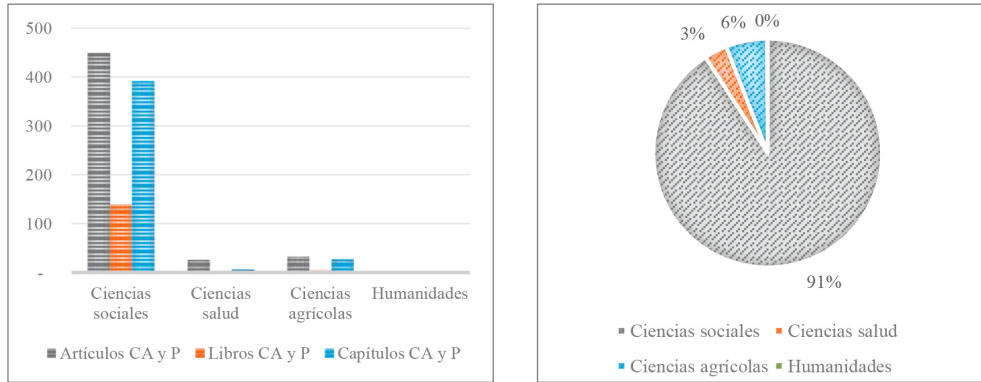 500
400
300
200
100
-
Ciencias
sociales
Ciencias
salud
Ciencias
agrícolas
Humanidades
Artículos CA y P
Libros CA y P
Capítulos CA y P
3%
6%
0%
91%
Ciencias sociales
Ciencias salud
Ciencias agrícolas
Humanidades